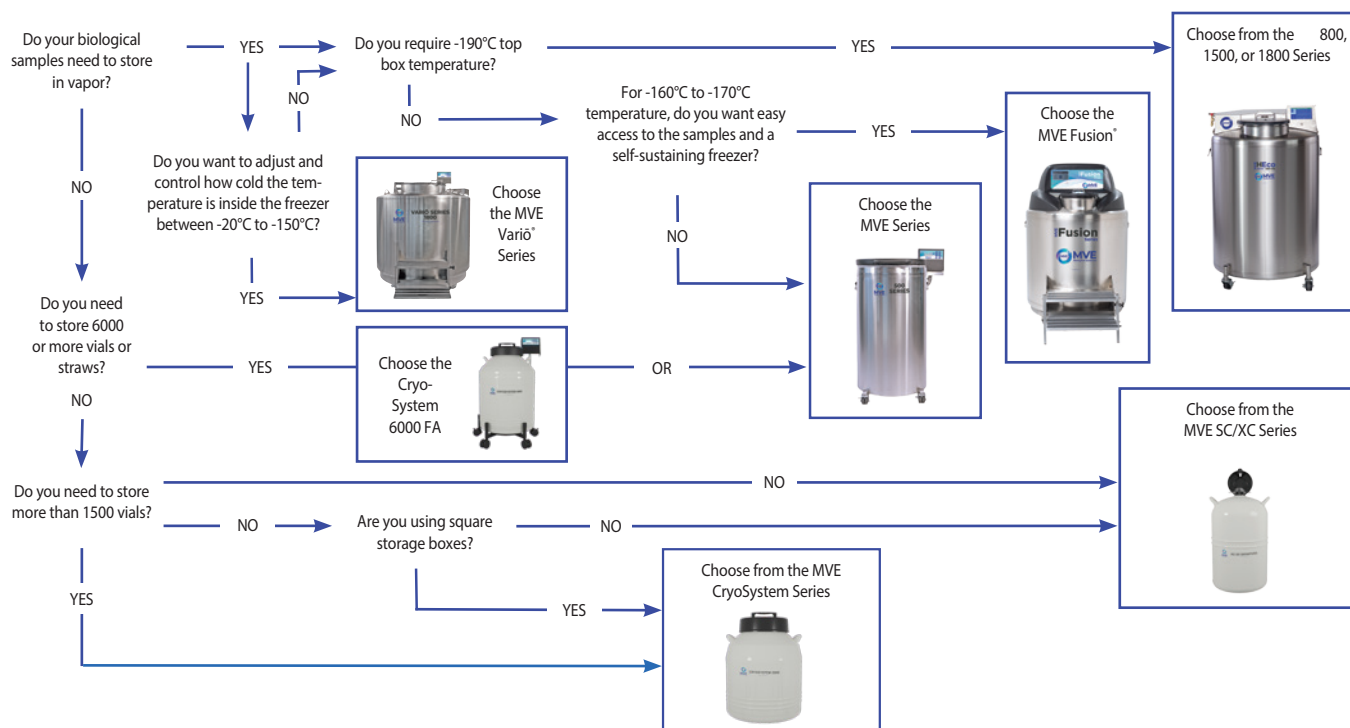 Do your biological
samples need to store
in vapor?
YES
Do you require -190°C top
box temperature?
YES
Choose from the 800,
1500, or 1800 Series
NO
NO
For -160°C to -170°C
temperature, do you want easy
access to the samples and a
self-sustaining freezer?
YES
Choose the
MVE Fusion®
Fusion
MVE
NO
Do you want to adjust and
control how cold the tem-
perature is inside the freezer
between -20°C to -150°C?
Choose
the MVE
Variō®
Series
VARIO SERIES
MVE
NO
Choose the
MVE Series
SERIES
YES
Do you need
to store 6000
or more vials or
straws?
YES
Choose the
Cryo-
System
6000 FA
OR
NO
Choose from the
MVE SC/XC Series
Do you need to store
more than 1500 vials?
NO
NO
Are you using square
storage boxes?
NO
YES
YES
Choose from the MVE
CryoSystem Series